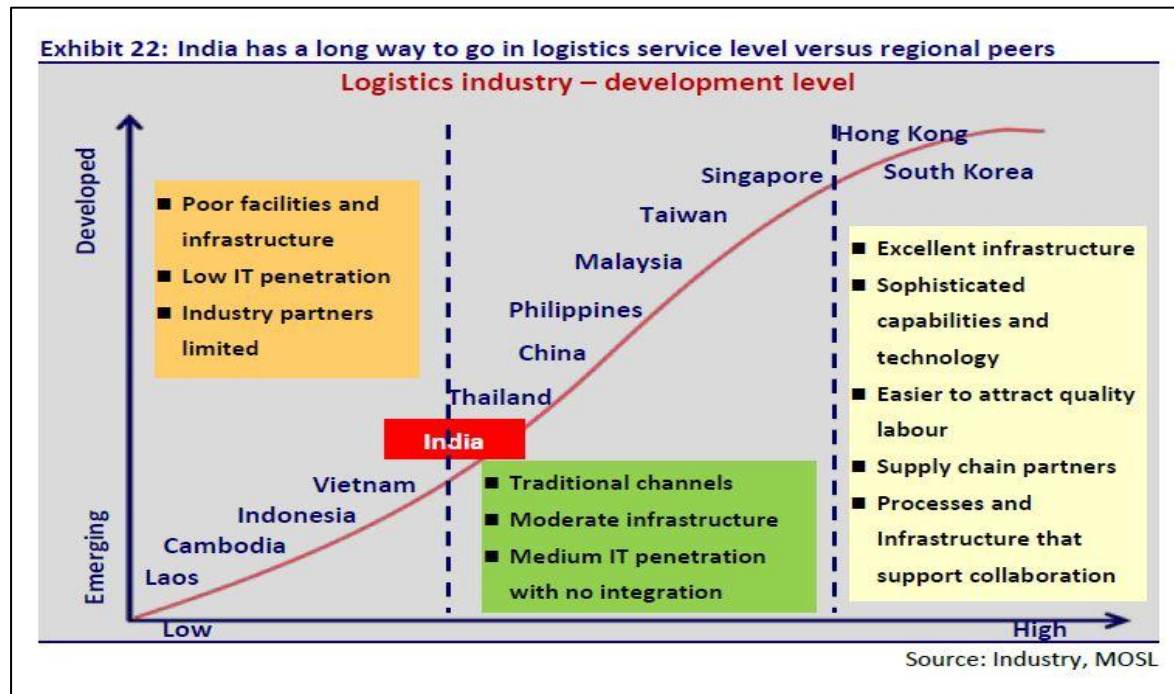 Exhibit 22: India has a long way to go in logistics service level versus regional peers
Logistics industry – development level
Developed
Emerging
■ Poor facilities and
infrastructure
■ Low IT penetration
■ Industry partners
limited
Hong Kong
South Korea
Singapore
Taiwan
Malaysia
Philippines
China
Thailand
India
Vietnam
Indonesia
Cambodia
Laos
■ Traditional channels
■ Moderate infrastructure
■ Medium IT penetration
with no integration
■ Excellent infrastructure
■ Sophisticated
capabilities and
technology
■ Easier to attract quality
labour
■ Supply chain partners
■ Processes and
Infrastructure that
support collaboration
Low
High
Source: Industry, MOSL